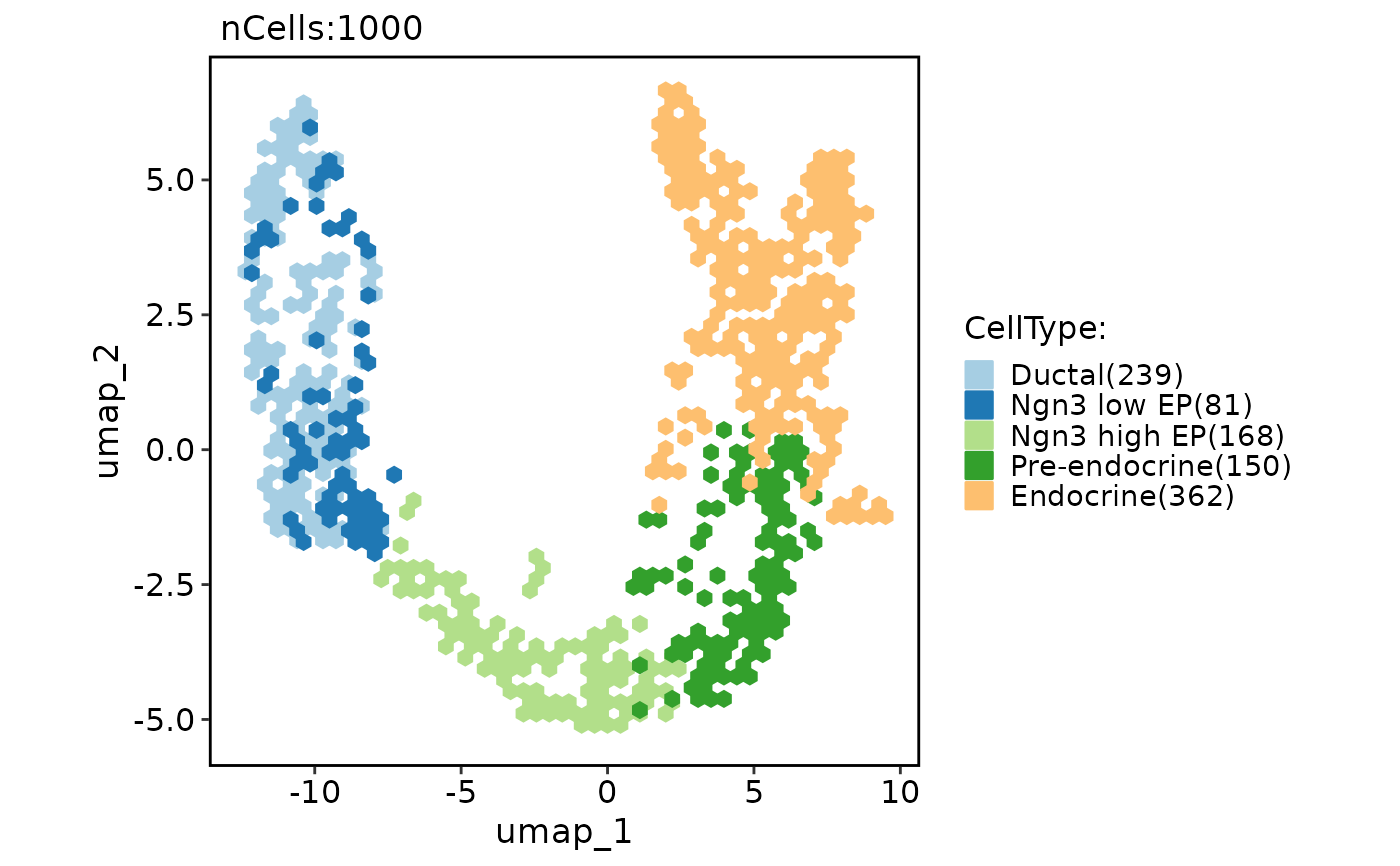 nCells:1000
umap_2
5.0
2.5
0.0
-2.5
-5.0
-10
-5
0
5
10
umap_1
CellType:
Ductal(239)
Ngn3 low EP(81)
Ngn3 high EP(168)
Pre-endocrine(150)
Endocrine(362)